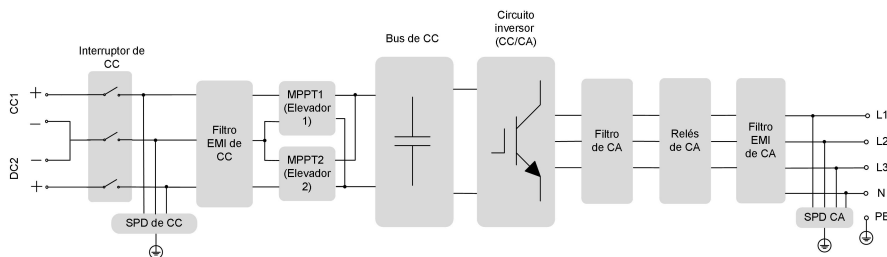 Interruptor de
CC
Bus de CC
Circuito
inversor
(CC/CA)
CC1
+
−
−
+
DC2
Filtro
EMI de
CC
MPPT1
(Elevador
1)
MPPT2
(Elevador
2)
SPD de CC
Filtro
de CA
Relés
de CA
Filtro
EMI
de CA
L1
L2
L3
N
PE
SPD CA